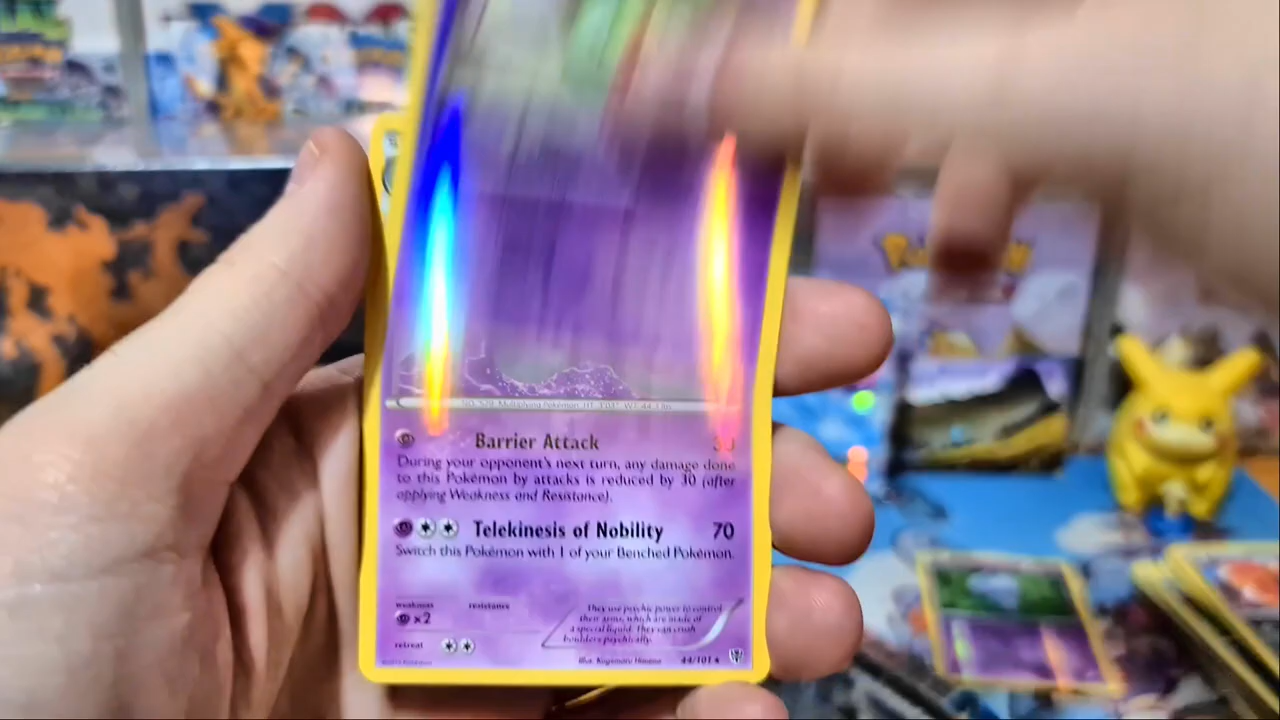 Barrier Attack
During your opponent's next turn, any damage done
to this Pokémon by attacks is reduced by 30 (after
applying Weakness and Resistance).
Telekinesis of Nobility 70
Switch this Pokémon with 1 of your Benched Pokémon.
weakness resistance
x2
They use psychic power to control
their arms, which are made of
a special liquid. They can crush
boulders psychically.
retreat
44/101